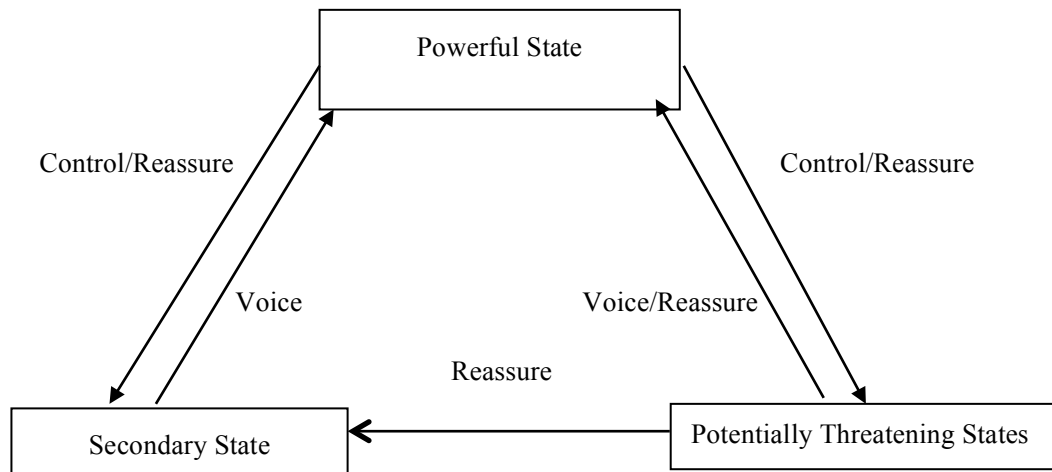 Powerful State
Control/Reassure
Control/Reassure
Voice
Voice/Reassure
Reassure
Secondary State
Potentially Threatening States